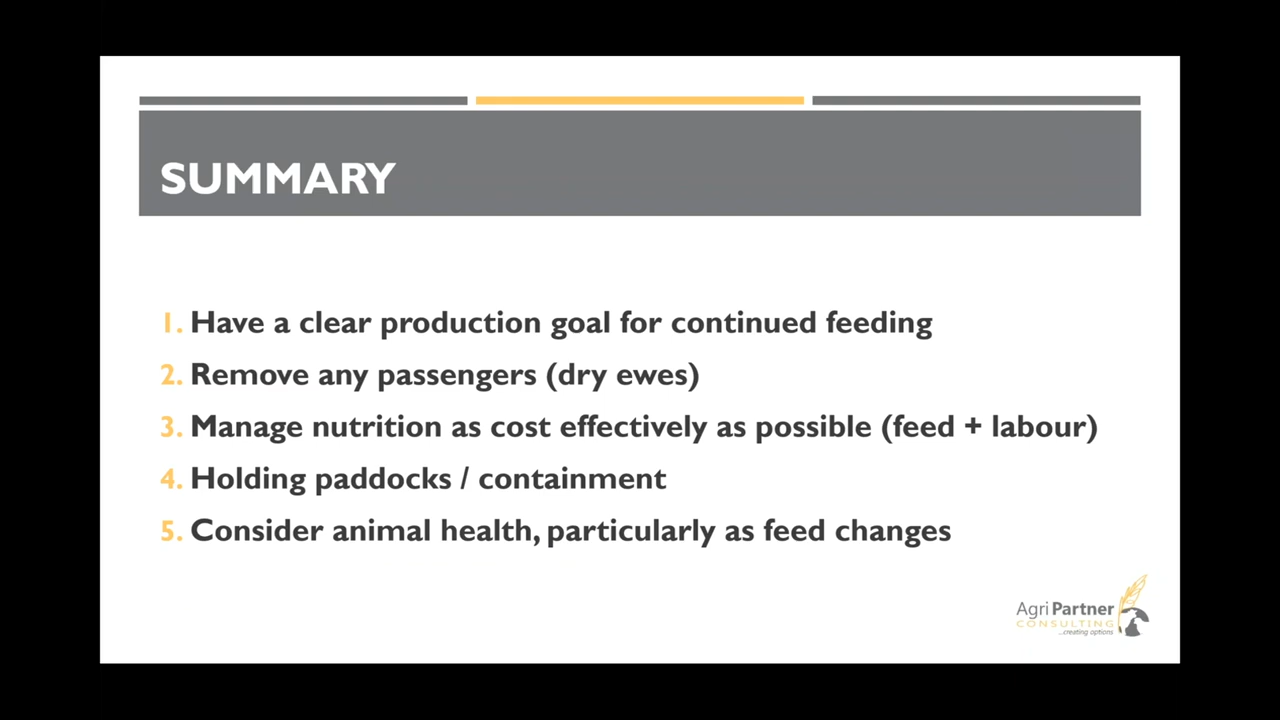 SUMMARY
1. Have a clear production goal for continued feeding
2. Remove any passengers (dry ewes)
3. Manage nutrition as cost effectively as possible (feed + labour)
4. Holding paddocks / containment
5. Consider animal health, particularly as feed changes
Agri Partner
CONSULTING
...creating options